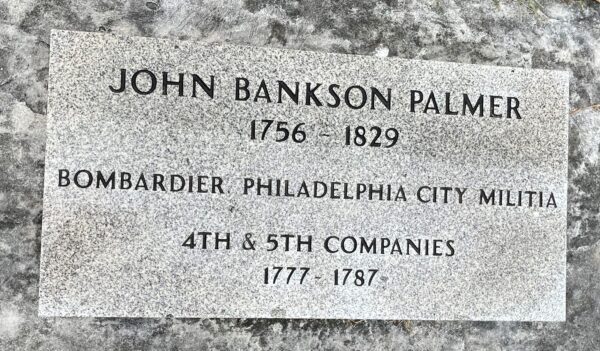 JOHN BANKSON PALMER
1756 - 1829
BOMBARDIER, PHILADELPHIA CITY MILITIA
4TH & 5TH COMPANIES
1777 - 1787